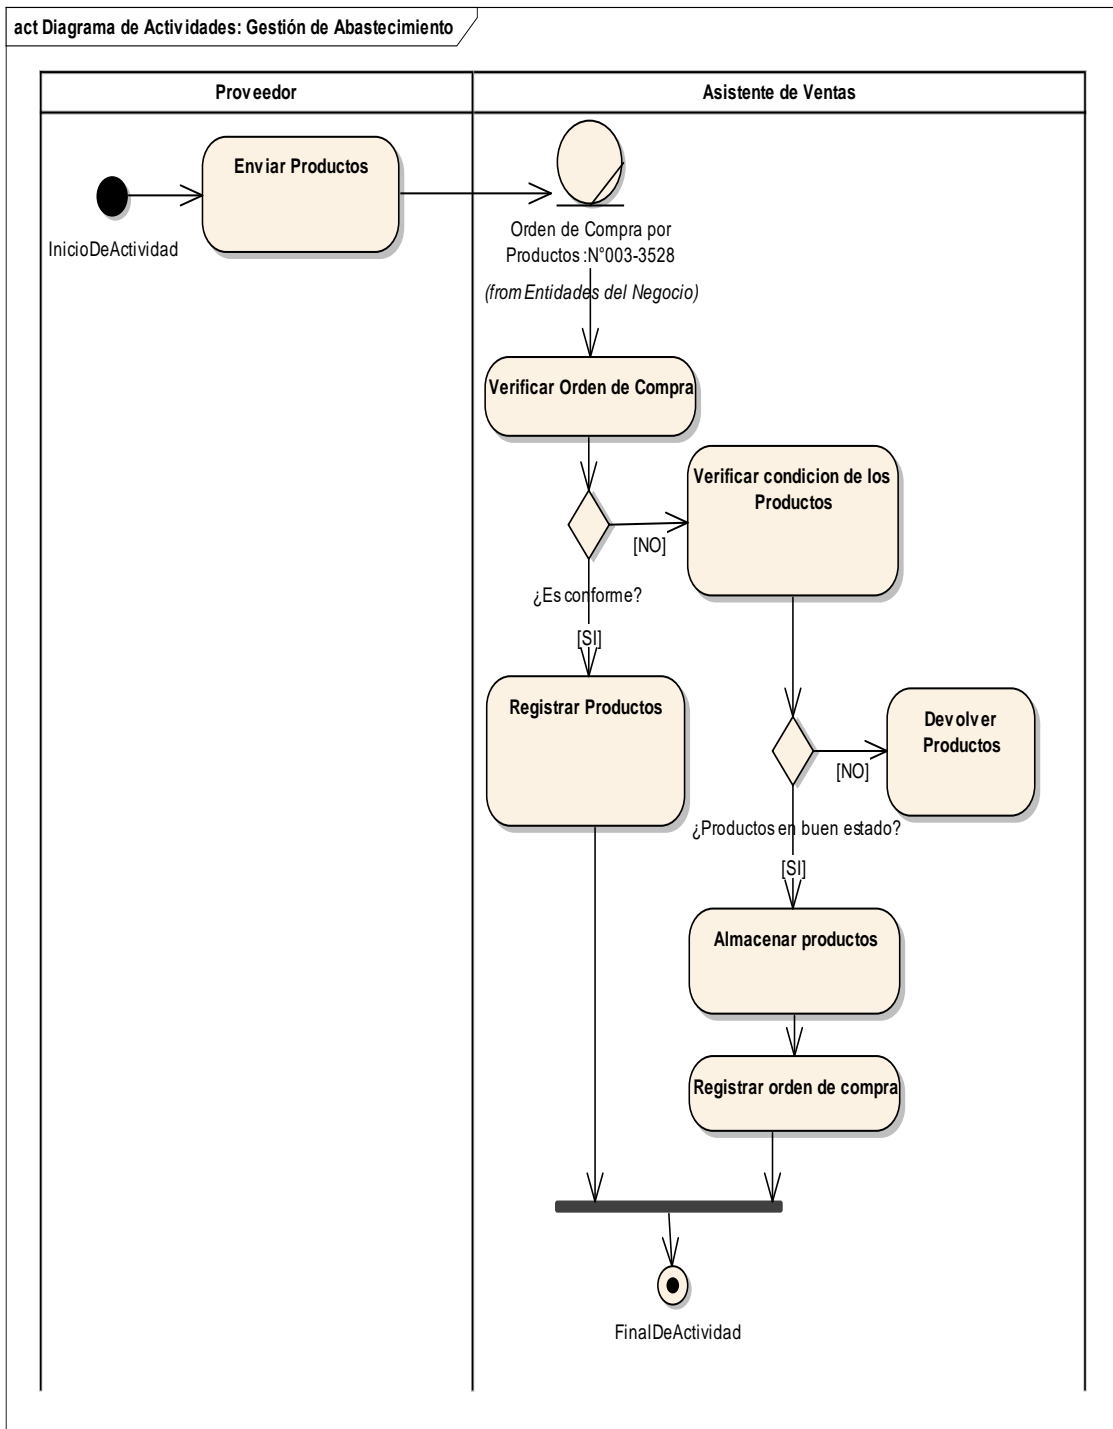 act Diagrama de Actividades: Gestión de Abastecimiento
Proveedor
Asistente de Ventas
Enviar Productos
InicioDeActividad
Orden de Compra por
Productos :N°003-3528
(from Entidades del Negocio)
Verificar Orden de Compra
Verificar condicion de los
Productos
[NO]
¿Es conforme?
[SI]
Registrar Productos
Devolver
Productos
[NO]
¿Productos en buen estado?
[SI]
Almacenar productos
Registrar orden de compra
FinalDeActividad